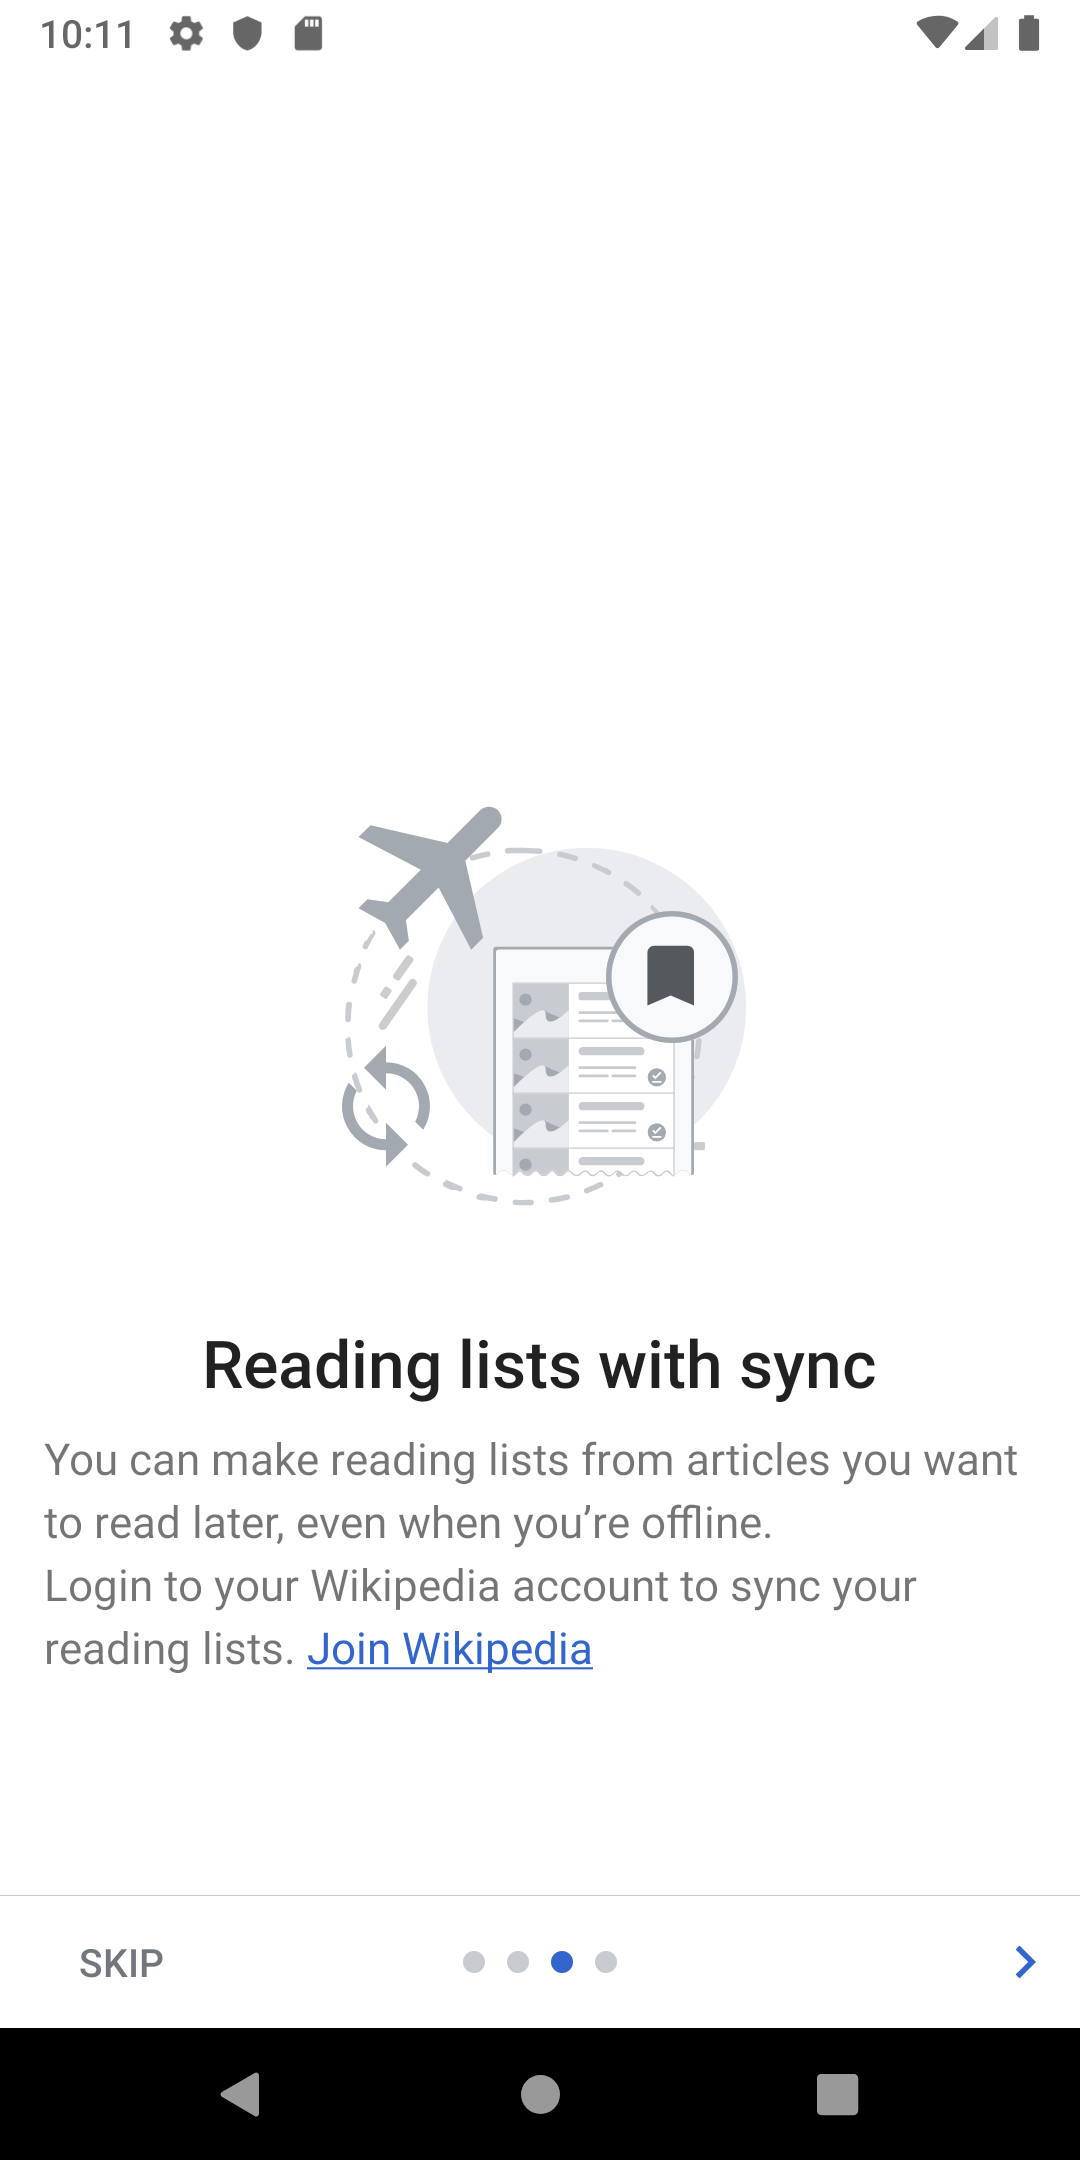 10:11
Reading lists with sync
You can make reading lists from articles you want
to read later, even when you’re offline.
Login to your Wikipedia account to sync your
reading lists. Join Wikipedia
SKIP